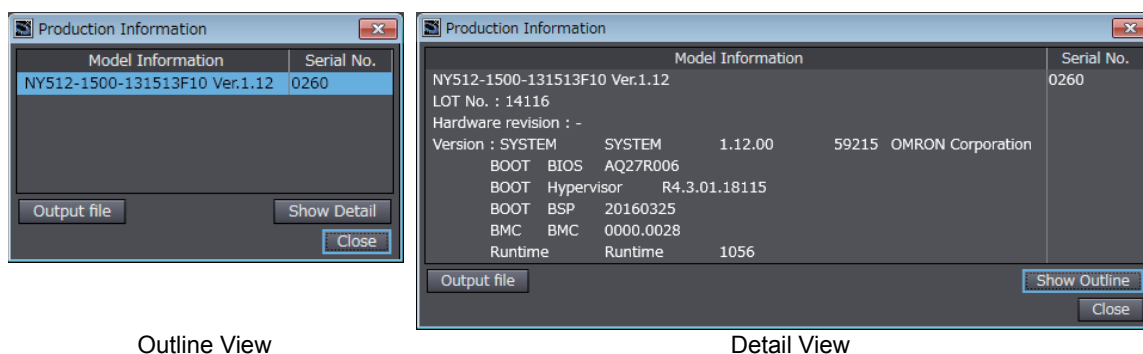 Production Information
Model Information Serial No.
NY512-1500-131513F10 Ver.1.12 0260
Output file Show Detail
Close
Outline View
Production Information
Model Information Serial No.
NY512-1500-131513F10 Ver.1.12 0260
LOT No. : 14116
Hardware revision : -
Version : SYSTEM SYSTEM 1.12.00 59215 OMRON Corporation
BOOT BIOS AQ27R006
BOOT Hypervisor R4.3.01.18115
BOOT BSP 20160325
BMC BMC 0000.0028
Runtime Runtime 1056
Output file Show Outline
Close
Detail View